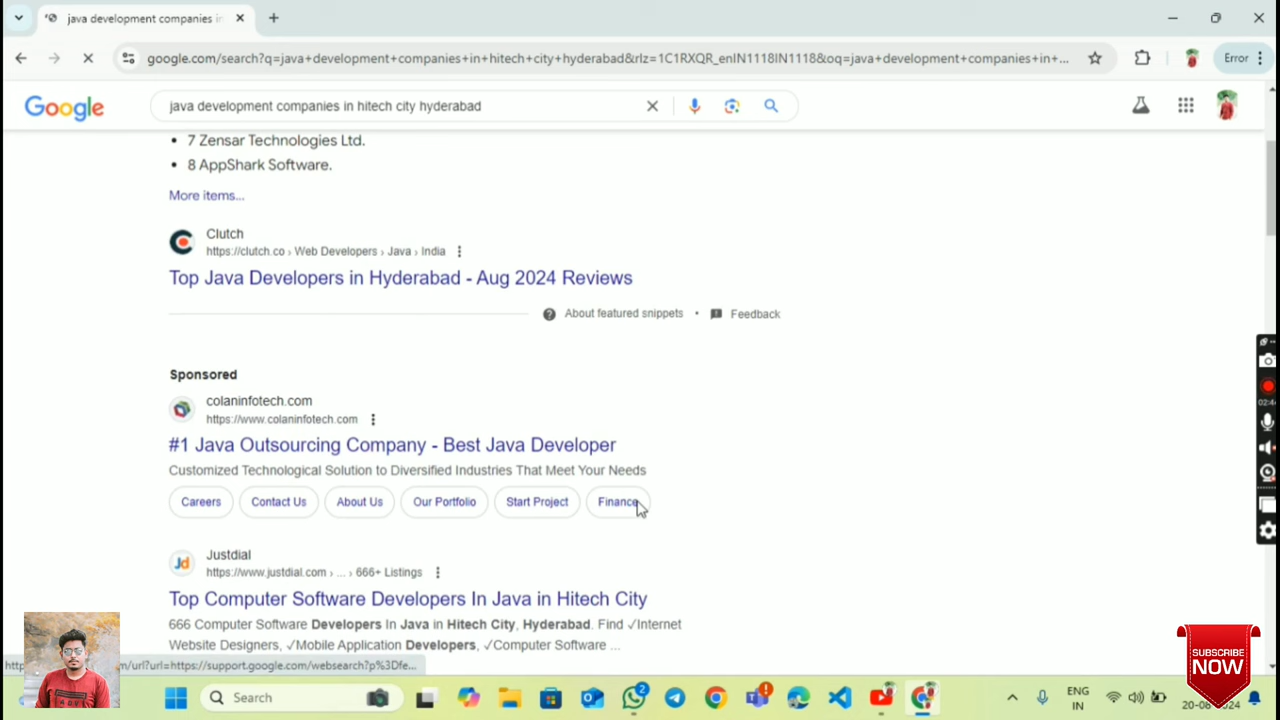 java development companies in
Error
google.com/search?q=java+development+companies+in+hitech+city+hyderabad&rlz=1C1RXQR_enIN1118IN1118&oq=java+development+companies+in+...
Google
java development companies in hitech city hyderabad
• 7 Zensar Technologies Ltd.
• 8 AppShark Software.
More items...
Clutch
https://clutch.co › Web Developers › Java › India
Top Java Developers in Hyderabad - Aug 2024 Reviews
About featured snippets • Feedback
Sponsored
colaninfotech.com
https://www.colaninfotech.com
#1 Java Outsourcing Company - Best Java Developer
Customized Technological Solution to Diversified Industries That Meet Your Needs
Careers
Contact Us
About Us
Our Portfolio
Start Project
Finance
Jd
Justdial
https://www.justdial.com › ... › 666+ Listings
Top Computer Software Developers In Java in Hitech City
666 Computer Software Developers In Java in Hitech City, Hyderabad. Find ✓Internet
Website Designers, ✓Mobile Application Developers, ✓Computer Software ...
m/url?url=https://support.google.com/websearch?p%3Dfe...
SUBSCRIBE
NOW
Search
2
ENG
IN